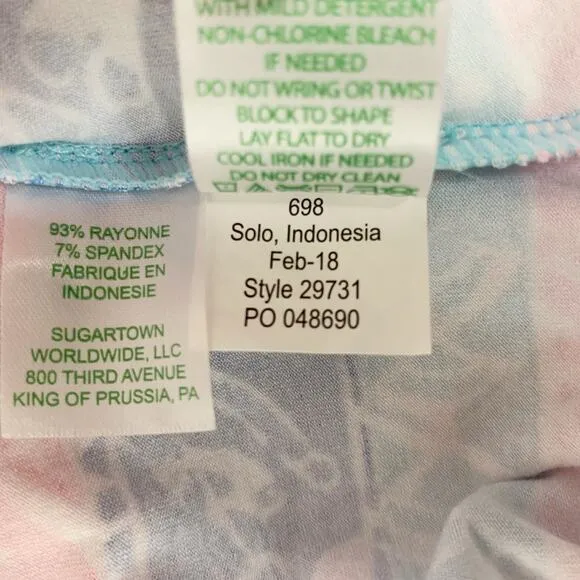 WITH MILD DETERGENT
NON-CHLORINE BLEACH
IF NEEDED
DO NOT WRING OR TWIST
BLOCK TO SHAPE
LAY FLAT TO DRY
COOL IRON IF NEEDED
DO NOT DRY CLEAN
93% RAYONNE
7% SPANDEX
FABRIQUE EN
INDONESIE
SUGARTOWN
WORLDWIDE, LLC
800 THIRD AVENUE
KING OF PRUSSIA, PA
698
Solo, Indonesia
Feb-18
Style 29731
PO 048690